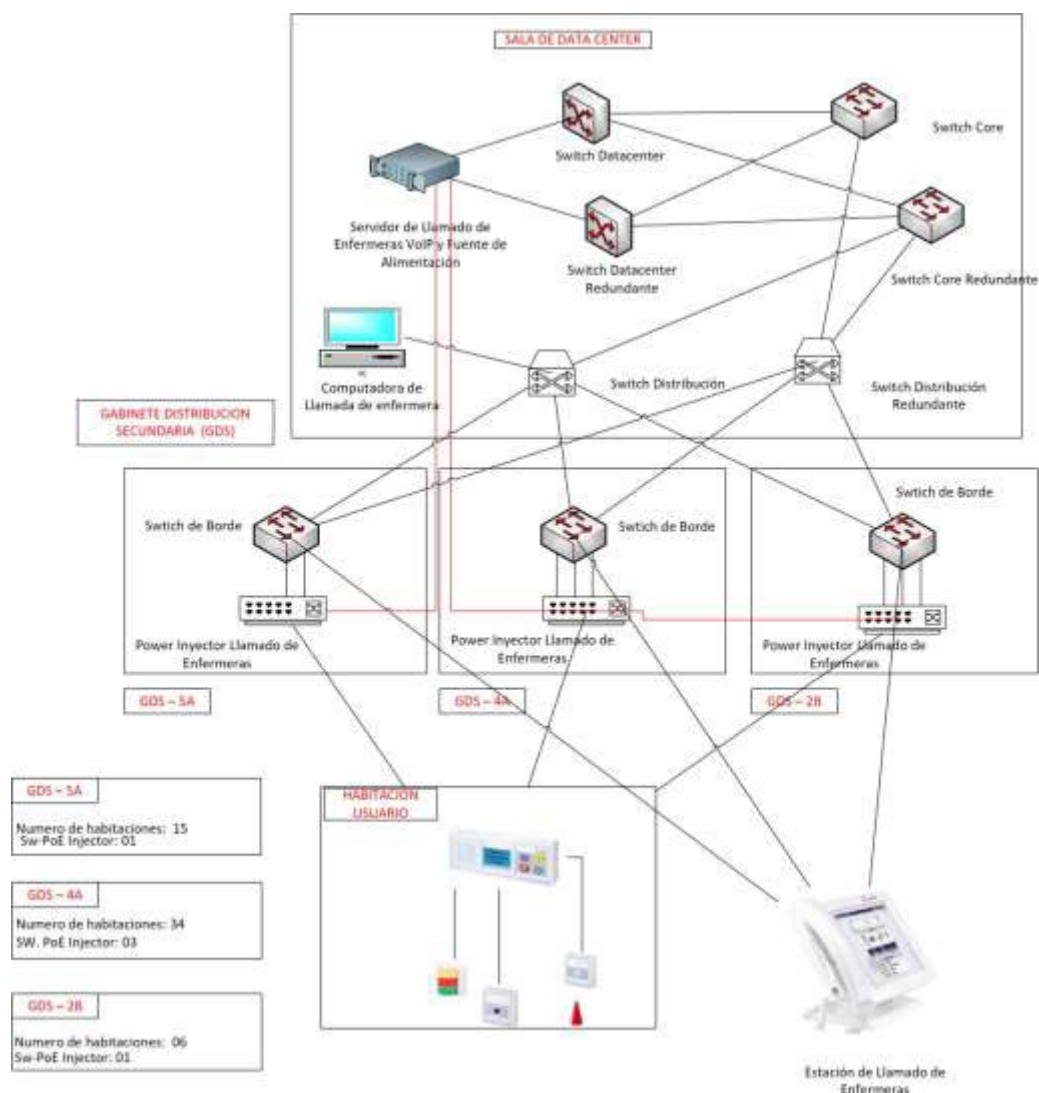 SALA DE DATA CENTER
Switch Core
Switch Datacenter
Servidor de Llamado de
Enfermeras VoIP y Fuente de
Alimentación
Switch Datacenter
Redundante
Switch Core Redundante
Computadora de
Llamada de enfermera
Switch Distribución
Switch Distribución
Redundante
GABINETE DISTRIBUCION
SECUNDARIA (GDS)
Swtich de Borde
Swtich de Borde
Swtich de Borde
Power Inyector Llamado de
Enfermeras
Power Inyector Llamado de
Enfermeras
Power Inyector Llamado de
Enfermeras
GDS – 5A
GDS – 4A
GDS – 2B
GDS – 5A
Numero de habitaciones: 15
Sw-PoE Injector: 01
GDS – 4A
Numero de habitaciones: 34
SW. PoE Injector: 03
GDS – 2B
Numero de habitaciones: 06
Sw-PoE Injector: 01
HABITACION
USUARIO
Estación de Llamado de
Enfermeras